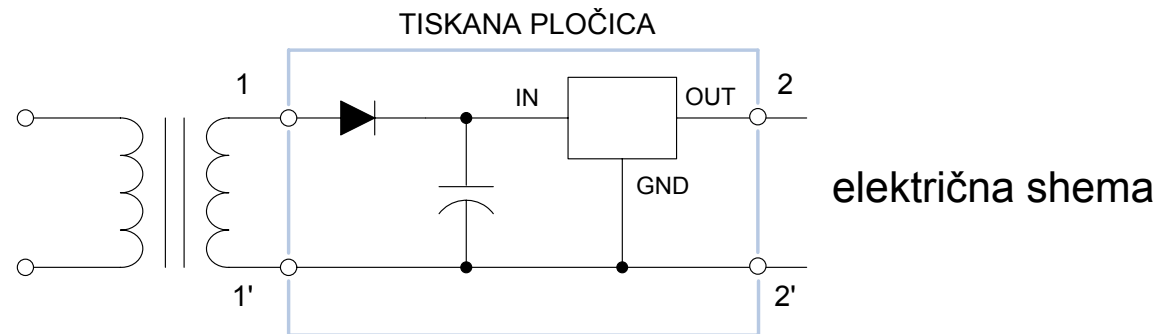 TISKANA PLOČICA
1
IN
OUT
2
GND
električna shema
1'
2'